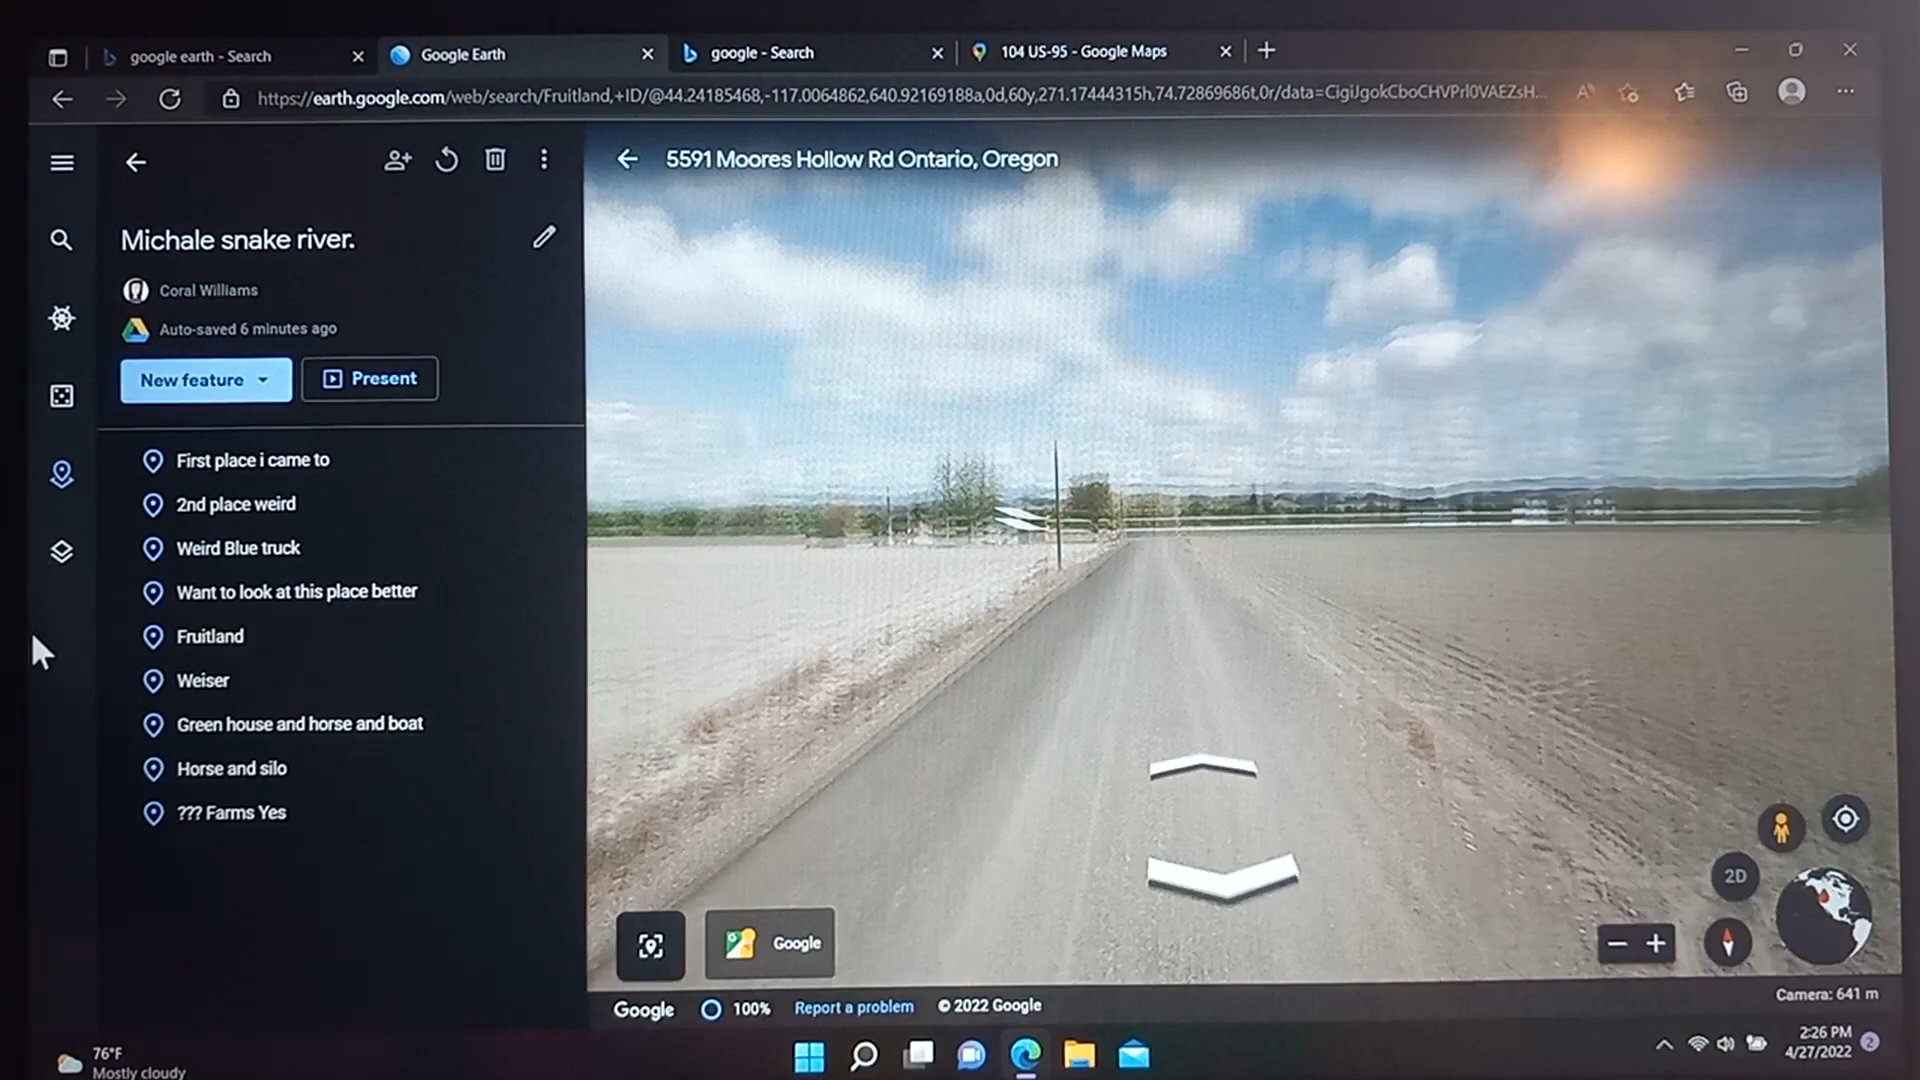 google earth - Search
Google Earth
google - Search
104 US-95 - Google Maps
https://earth.google.com/web/search/Fruitland,+ID/@44.24185468,-117.0064862,640.92169188a,0d,60y,271.17444315h,74.72869686t,0r/data=CigiJgokCboCHVPrl0VAEZsH...
5591 Moores Hollow Rd Ontario, Oregon
Michale snake river.
Coral Williams
Auto-saved 6 minutes ago
New feature
Present
First place i came to
2nd place weird
Weird Blue truck
Want to look at this place better
Fruitland
Weiser
Green house and horse and boat
Horse and silo
??? Farms Yes
2D
Google
Google
100%
Report a problem
© 2022 Google
Camera: 641 m
76°F
Mostly cloudy
2:26 PM
4/27/2022
2